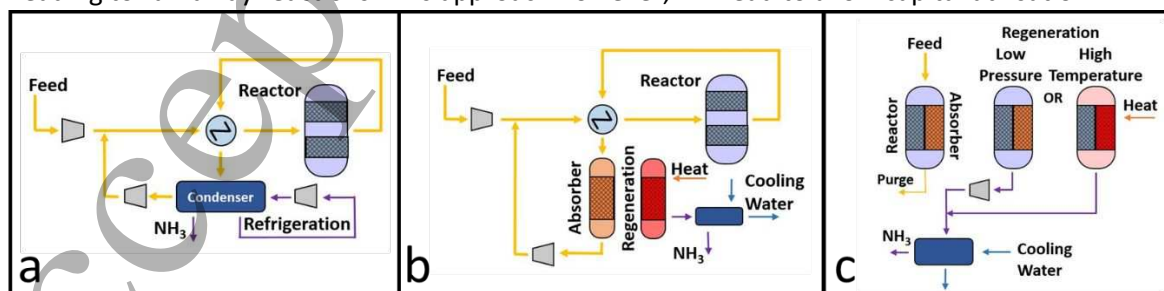 Feed
Reactor
Condenser
Refrigeration
NH3
a
Feed
Reactor
Absorber
Regeneration
Heat
Cooling
Water
NH3
b
Feed
Regeneration
Low
Pressure
High
Temperature
OR
Reactor
Absorber
Heat
Purge
NH3
Cooling
Water
c